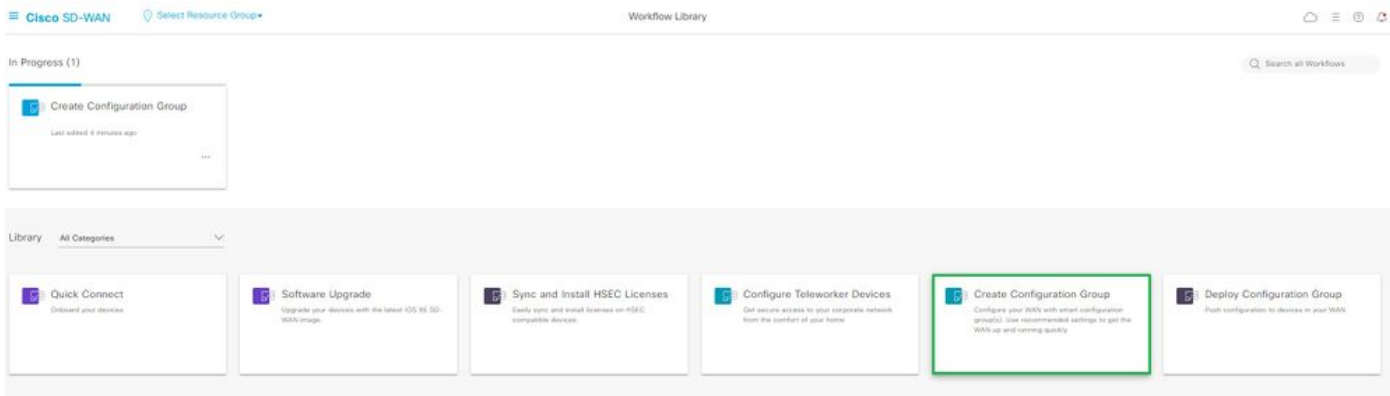 Cisco SD-WAN
Select Resource Group
Workflow Library
In Progress (1)
Search all Workflows
Create Configuration Group
Last edited 4 minutes ago
...
Library
All Categories
Quick Connect
Onboard your devices
Software Upgrade
Upgrade your devices with the latest IOS XE SD-
WAN image.
Sync and Install HSEC Licenses
Easily sync and install licenses on HSEC
compatible devices.
Configure Teleworker Devices
Get secure access to your corporate network
from the comfort of your home
Create Configuration Group
Configure your WAN with smart configuration
group(s). Use recommended settings to get the
WAN up and running quickly
Deploy Configuration Group
Push configuration to devices in your WAN